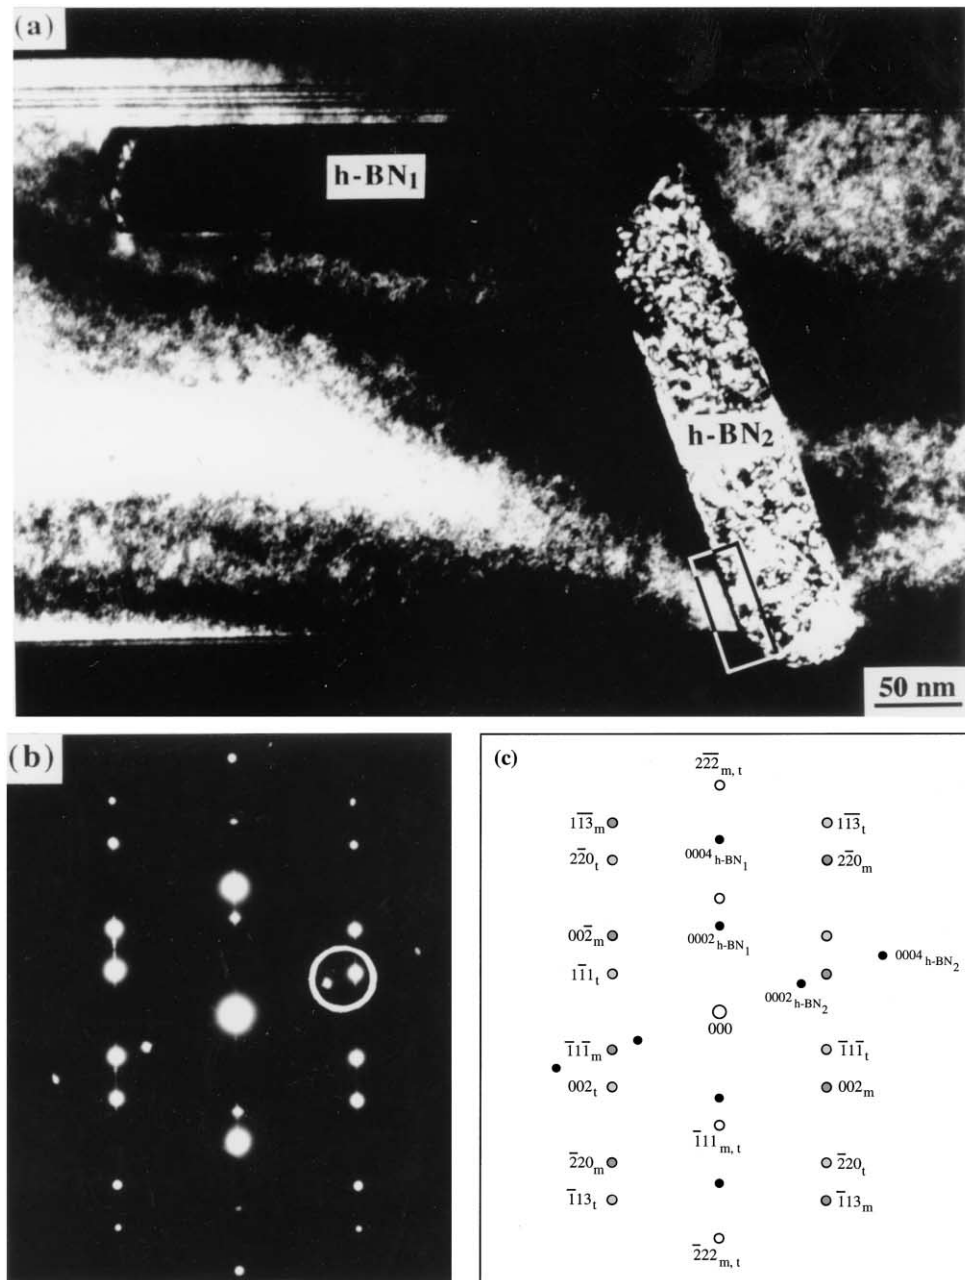 (a)
h-BN₁
h-BN₂
50 nm
(b)
(c)
22̅2̅m, t
11̅3̅m
11̅3̅t
0004h-BN₁
22̅0t
22̅0m
002̅m
0002h-BN₁
0004h-BN₂
11̅1t
0002h-BN₂
000
1̅11̅m
1̅11̅t
002t
002m
1̅11m, t
2̅20m
2̅20t
1̅13t
1̅13m
2̅22m, t